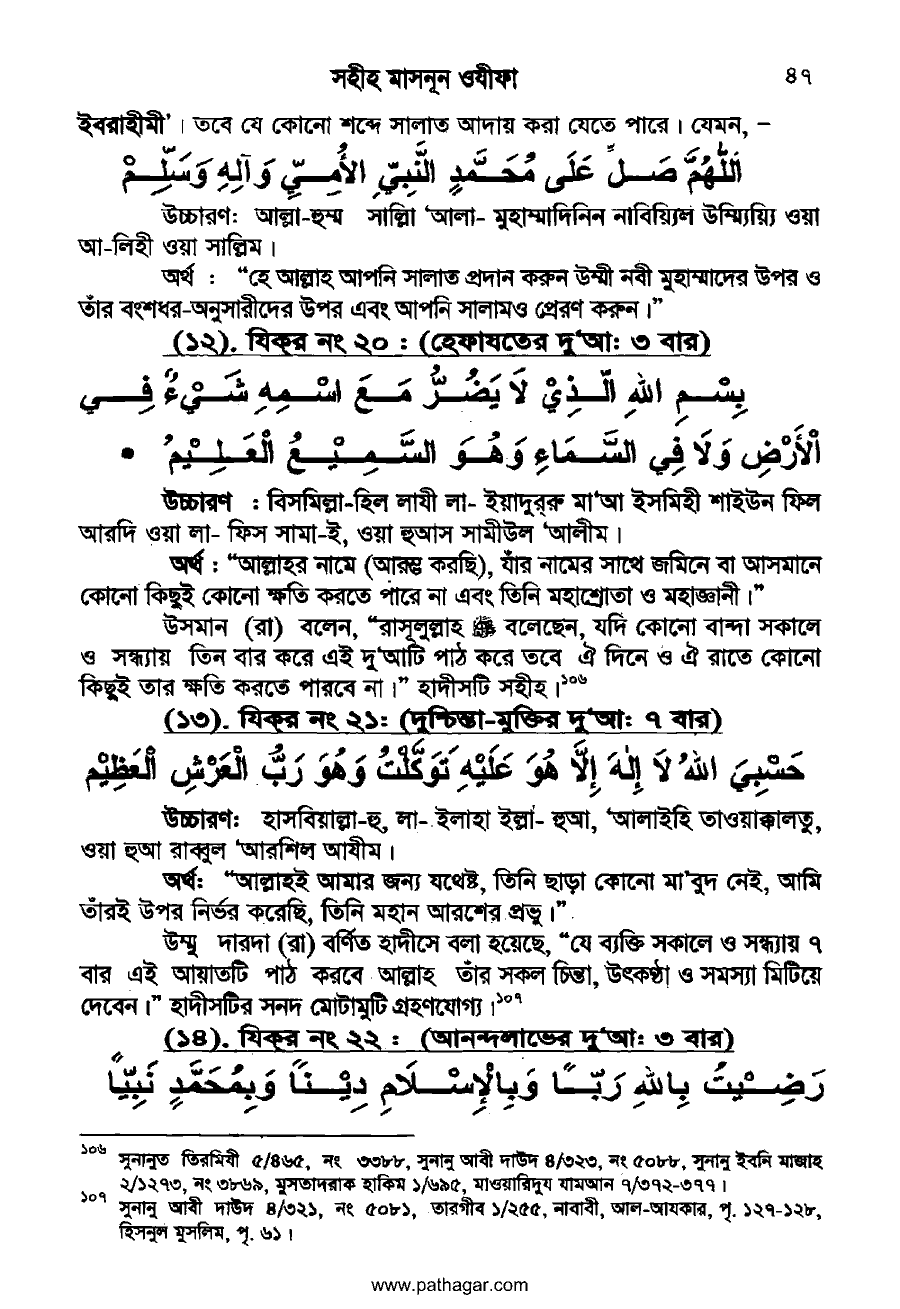 সহীহ মাসনূন ওযীফা ৪৭
ইবরাহীমী’। তবে যে কোনো শব্দে সালাত আদায় করা যেতে পারে। যেমন, –
اَللّٰهُمَّ صَلِّ عَلَى مُحَمَّدٍ النَّبِيِّ الأُمِّيِّ وَآلِهِ وَسَلِّمْ
উচ্চারণ: আল্লা-হুম্ম সাল্লি ‘আলা- মুহাম্মাদিনিন নাবিয়্যিল উম্মিয়্যি ওয়া
আ-লিহী ওয়া সাল্লিম।
অর্থ : “হে আল্লাহ আপনি সালাত প্রদান করুন উম্মী নবী মুহাম্মাদের উপর ও
তাঁর বংশধর-অনুসারীদের উপর এবং আপনি সালামও প্রেরণ করুন।”
(১২). যিক্‌র নং ২০ : (হেফাযতের দু‘আ: ৩ বার)
بِسْمِ اللهِ الَّذِيْ لَا يَضُرُّ مَعَ اسْمِهِ شَيْءٌ فِي
الْأَرْضِ وَلَا فِي السَّمَاءِ وَهُوَ السَّمِيْعُ الْعَلِيْمُ •
উচ্চারণ : বিসমিল্লা-হিল লাযী লা- ইয়াদুর্‌রু মা‘আ ইসমিহী শাইউন ফিল
আরদি ওয়া লা- ফিস সামা-ই, ওয়া হুআস সামীউল ‘আলীম।
অর্থ : “আল্লাহর নামে (আরম্ভ করছি), যাঁর নামের সাথে জমিনে বা আসমানে
কোনো কিছুই কোনো ক্ষতি করতে পারে না এবং তিনি মহাশ্রোতা ও মহাজ্ঞানী।”
উসমান (রা) বলেন, “রাসূলুল্লাহ ﷺ বলেছেন, যদি কোনো বান্দা সকালে
ও সন্ধ্যায় তিন বার করে এই দু‘আটি পাঠ করে তবে ঐ দিনে ও ঐ রাতে কোনো
কিছুই তার ক্ষতি করতে পারবে না।” হাদীসটি সহীহ।১০৬
(১৩). যিক্‌র নং ২১: (দুশ্চিন্তা-মুক্তির দু‘আ: ৭ বার)
حَسْبِيَ اللهُ لَا إِلٰهَ إِلَّا هُوَ عَلَيْهِ تَوَكَّلْتُ وَهُوَ رَبُّ الْعَرْشِ الْعَظِيْمِ
উচ্চারণ: হাসবিয়াল্লা-হু, লা- ইলাহা ইল্লা- হুআ, ‘আলাইহি তাওয়াক্কালতু,
ওয়া হুআ রাব্বুল ‘আরশিল আযীম।
অর্থ: “আল্লাহই আমার জন্য যথেষ্ট, তিনি ছাড়া কোনো মা‘বুদ নেই, আমি
তাঁরই উপর নির্ভর করেছি, তিনি মহান আরশের প্রভু।”
উম্মু দারদা (রা) বর্ণিত হাদীসে বলা হয়েছে, “যে ব্যক্তি সকালে ও সন্ধ্যায় ৭
বার এই আয়াতটি পাঠ করবে আল্লাহ তাঁর সকল চিন্তা, উৎকণ্ঠা ও সমস্যা মিটিয়ে
দেবেন।” হাদীসটির সনদ মোটামুটি গ্রহণযোগ্য।১০৭
(১৪). যিক্‌র নং ২২ : (আনন্দলাভের দু‘আ: ৩ বার)
رَضِيْتُ بِاللهِ رَبًّا وَبِالْإِسْلَامِ دِيْنًا وَبِمُحَمَّدٍ نَبِيًّا
১০৬ সুনানুত তিরমিযী ৫/৪৬৫, নং ৩৩৮৮, সুনানু আবী দাউদ ৪/৩২৩, নং ৫০৮৮, সুনানু ইবনি মাজাহ
২/১২৭৩, নং ৩৮৬৯, মুসতাদরাক হাকিম ১/৬৯৫, মাওয়ারিদুয যামআন ৭/৩৭২-৩৭৭।
১০৭ সুনানু আবী দাউদ ৪/৩২১, নং ৫০৮১, তারগীব ১/২৫৫, নাবাবী, আল-আযকার, পৃ. ১২৭-১২৮,
হিসনুল মুসলিম, পৃ. ৬১।
www.pathagar.com